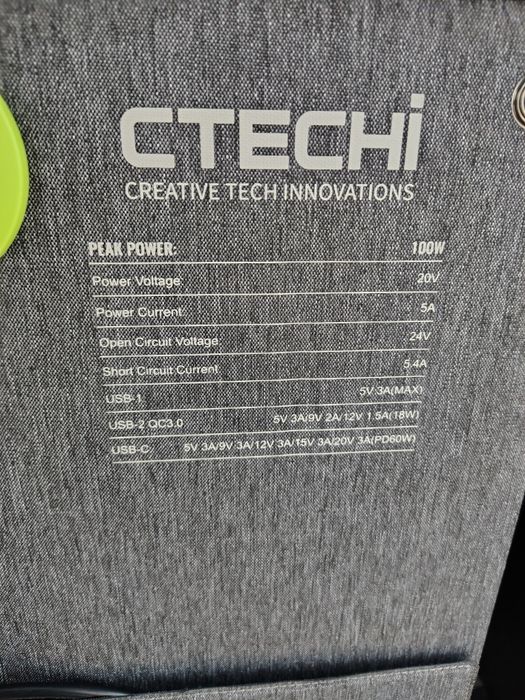 CTECHi
CREATIVE TECH INNOVATIONS
PEAK POWER: 100W
Power Voltage: 20V
Power Current: 5A
Open Circuit Voltage: 24V
Short Circuit Current 5.4A
USB-1 5V 3A(MAX)
USB-2 QC3.0 5V 3A/9V 2A/12V 1.5A(18W)
USB-C: 5V 3A/9V 3A/12V 3A/15V 3A/20V 3A(PD60W)